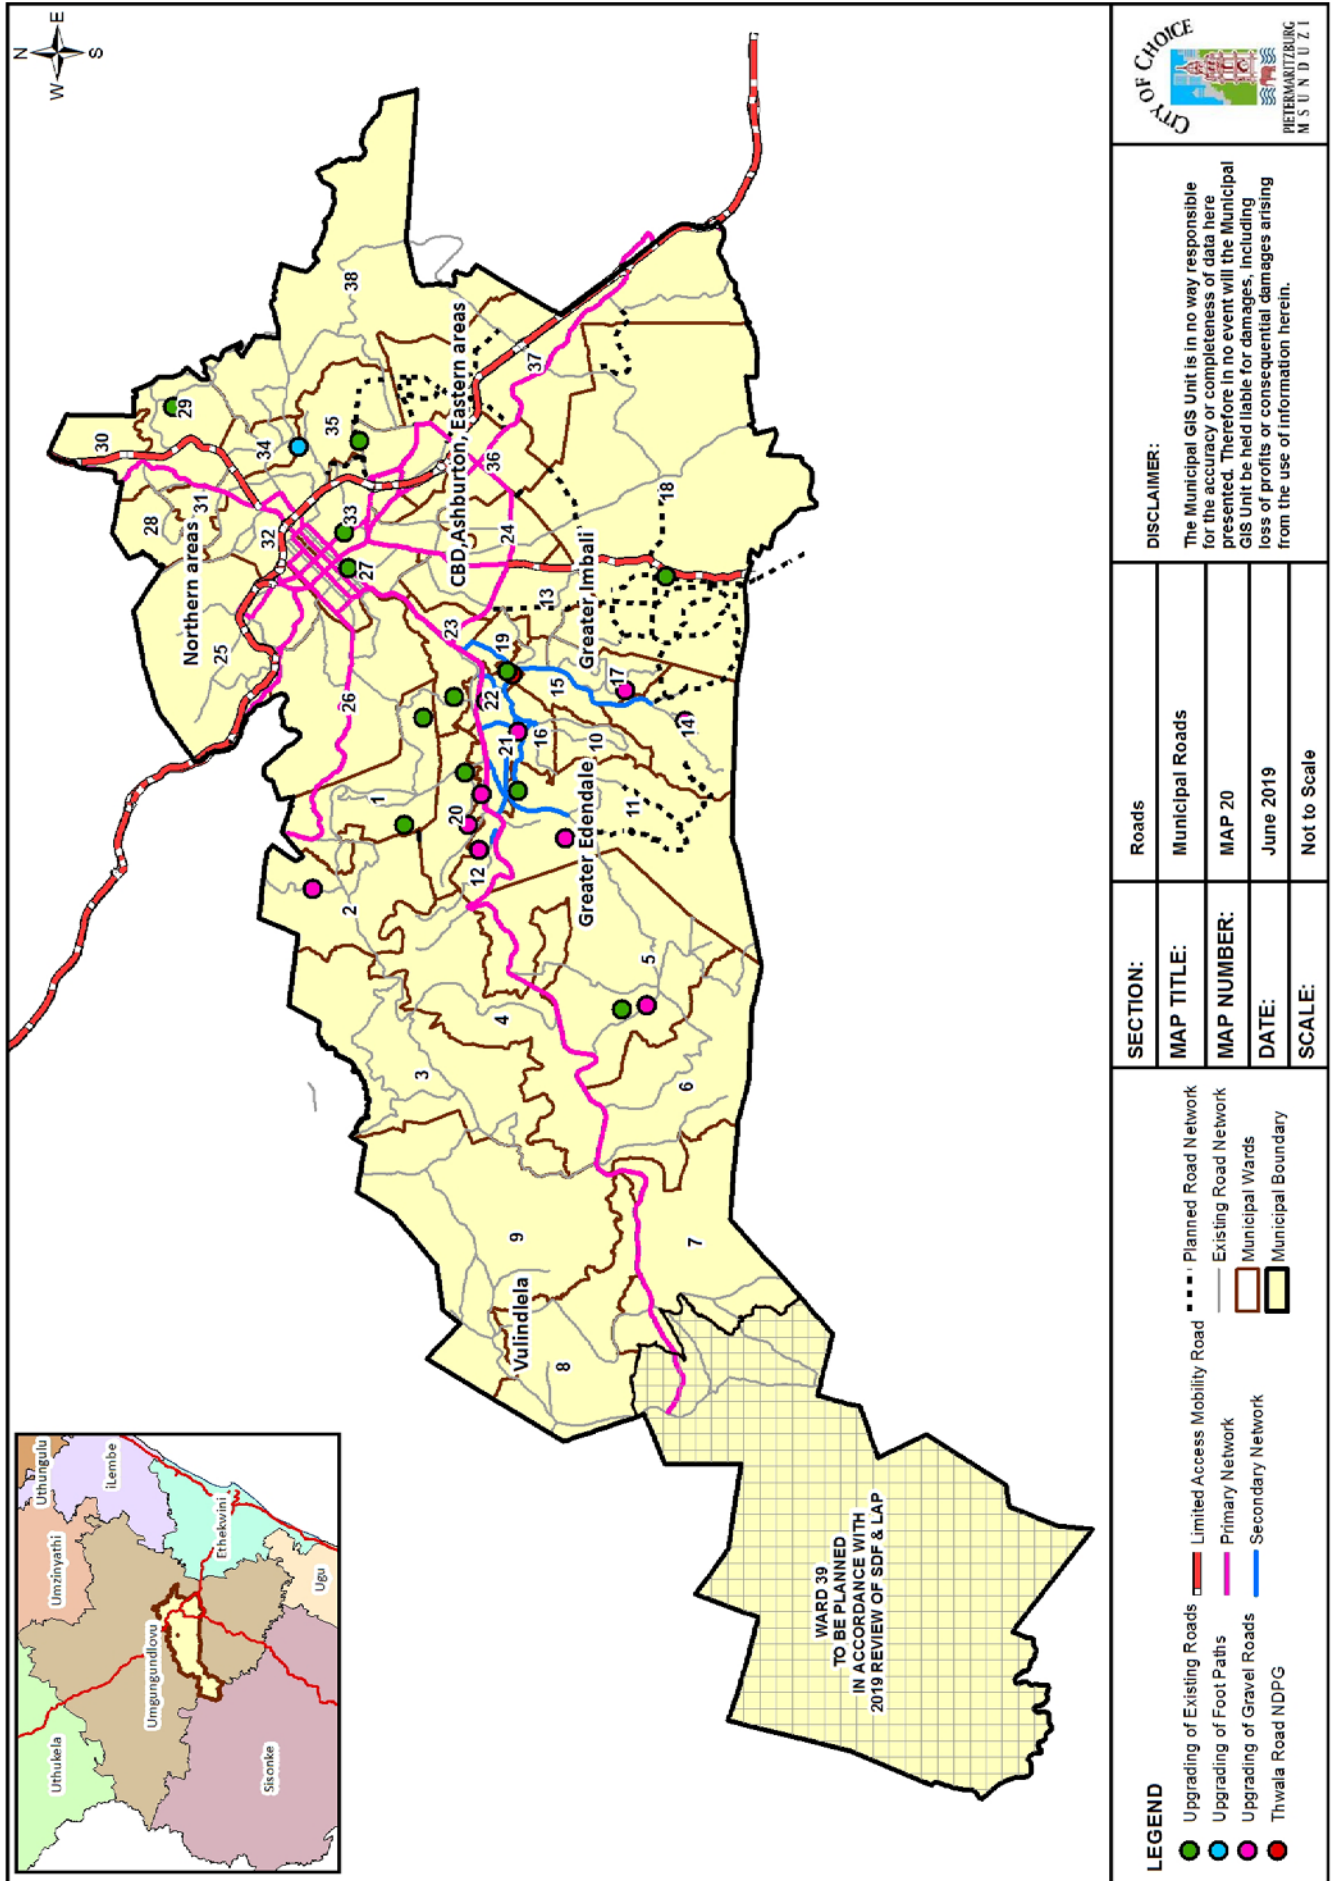 N
W
E
S
Uthukela
Umzinyathi
Uthungulu
iLembe
Umgungundlovu
Ethekwini
Ugu
Sisonke
Northern areas
CBD,Ashburton, Eastern areas
Greater Imbali
Greater Edendale
Vulindlela
30
29
28
31
34
32
35
38
25
33
27
26
36
37
24
23
18
13
19
22
15
17
14
16
21
10
11
1
20
12
2
5
4
3
6
9
7
8
WARD 39
TO BE PLANNED
IN ACCORDANCE WITH
2019 REVIEW OF SDF & LAP
LEGEND
Upgrading of Existing Roads
Upgrading of Foot Paths
Upgrading of Gravel Roads
Thwala Road NDPG
Limited Access Mobility Road
Primary Network
Secondary Network
Planned Road Network
Existing Road Network
Municipal Wards
Municipal Boundary
SECTION: Roads
MAP TITLE: Municipal Roads
MAP NUMBER: MAP 20
DATE: June 2019
SCALE: Not to Scale
DISCLAIMER:
The Municipal GIS Unit is in no way responsible
for the accuracy or completeness of data here
presented. Therefore in no event will the Municipal
GIS Unit be held liable for damages, including
loss of profits or consequential damages arising
from the use of information herein.
CITY OF CHOICE
PIETERMARITZBURG
MSUNDUZI